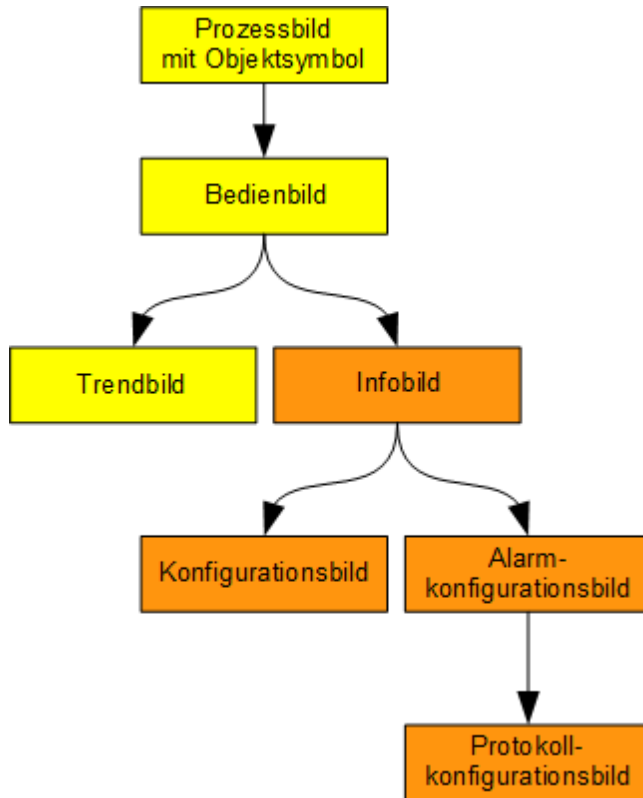 Prozessbild
mit Objektsymbol
Bedienbild
Trendbild
Infobild
Konfigurationsbild
Alarm-
konfigurationsbild
Protokoll-
konfigurationsbild